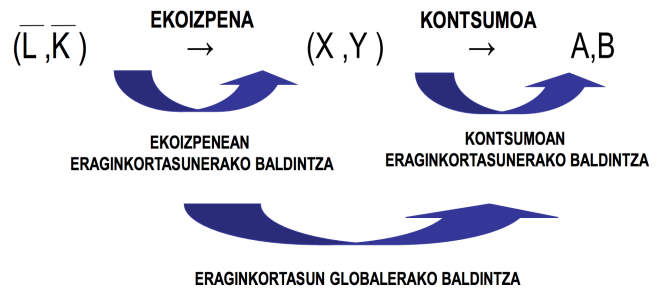 EKOIZPENA KONTSUMOA
(L̅ ,K̅ ) → (X ,Y ) → A,B
EKOIZPENEAN
ERAGINKORTASUNERAKO BALDINTZA
KONTSUMOAN
ERAGINKORTASUNERAKO BALDINTZA
ERAGINKORTASUN GLOBALERAKO BALDINTZA